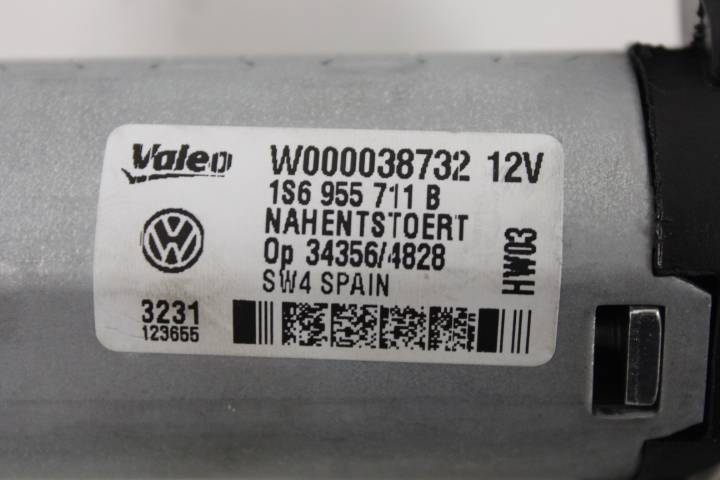 Valeo W000038732 12V
1S6 955 711 B
NAHENTSTOERT
Op 34356/4828
SW4 SPAIN
HW03
3231
123655